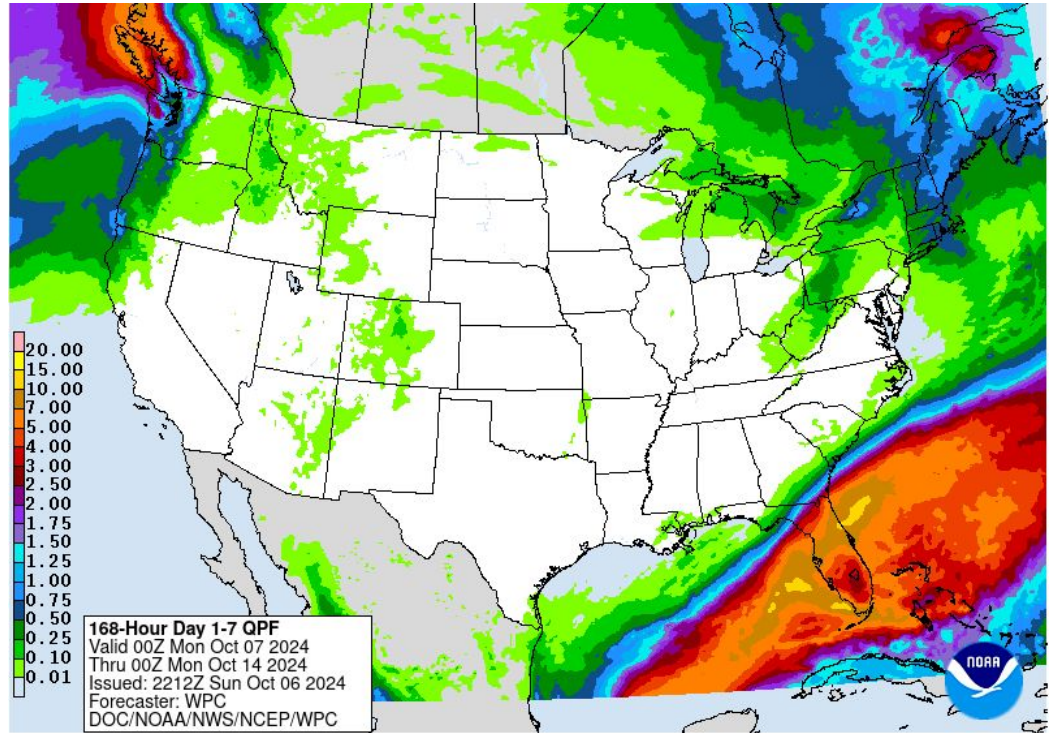 20.00
15.00
10.00
7.00
5.00
4.00
3.00
2.50
2.00
1.75
1.50
1.25
1.00
0.75
0.50
0.25
0.10
0.01
168-Hour Day 1-7 QPF
Valid 00Z Mon Oct 07 2024
Thru 00Z Mon Oct 14 2024
Issued: 2212Z Sun Oct 06 2024
Forecaster: WPC
DOC/NOAA/NWS/NCEP/WPC
NOAA